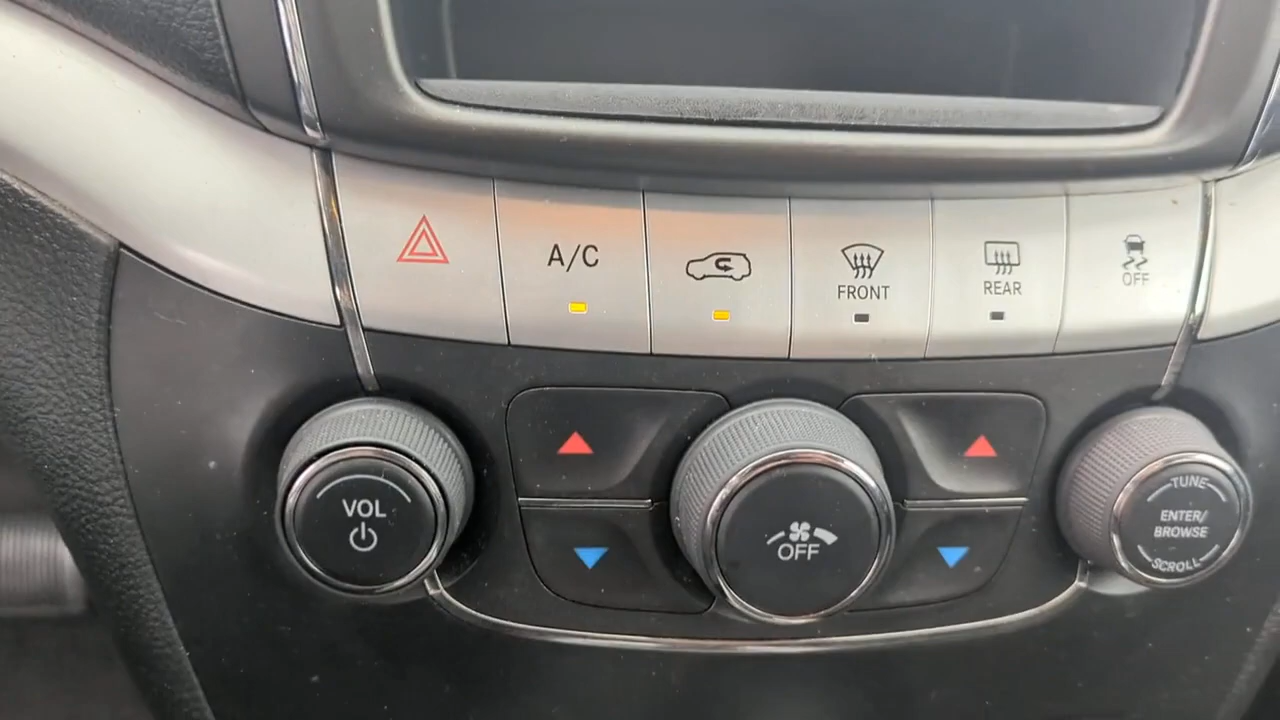 A/C
FRONT
REAR
OFF
VOL
OFF
TUNE
ENTER/
BROWSE
SCROLL